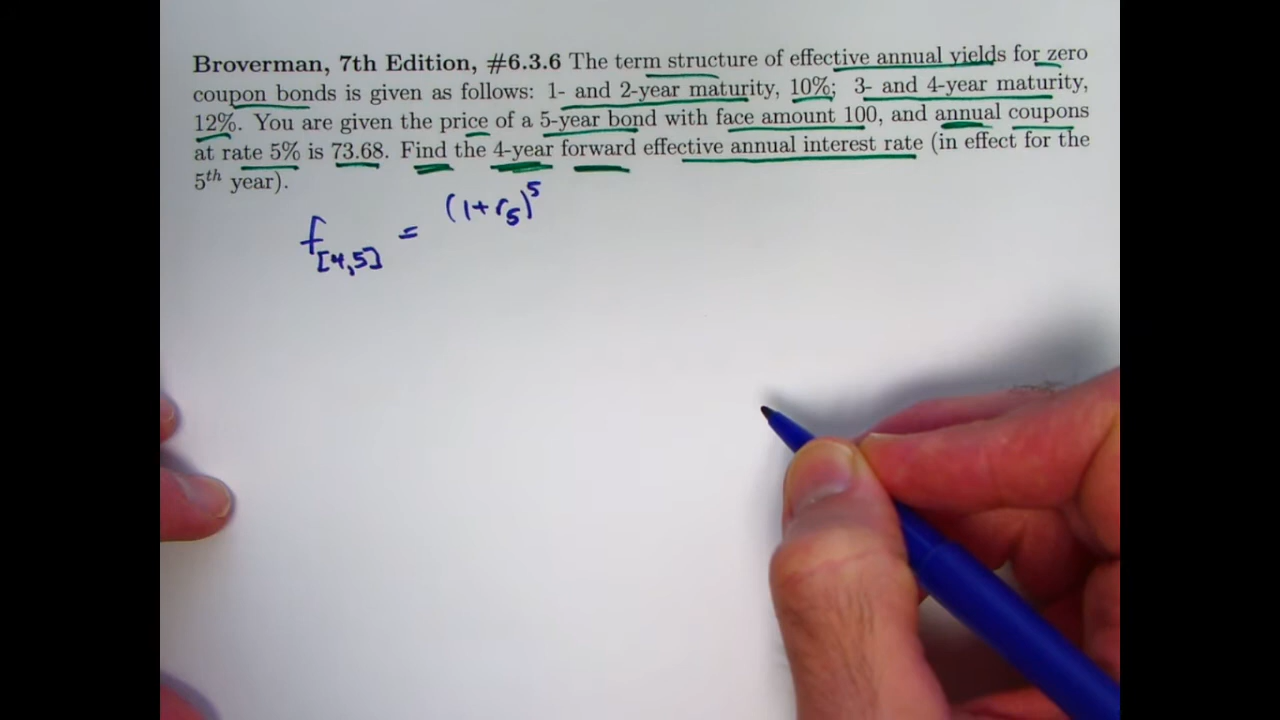 Broverman, 7th Edition, #6.3.6 The term structure of effective annual yields for zero
coupon bonds is given as follows: 1- and 2-year maturity, 10%; 3- and 4-year maturity,
12%. You are given the price of a 5-year bond with face amount 100, and annual coupons
at rate 5% is 73.68. Find the 4-year forward effective annual interest rate (in effect for the
5th year).
f[4,5] = (1+r5)^5